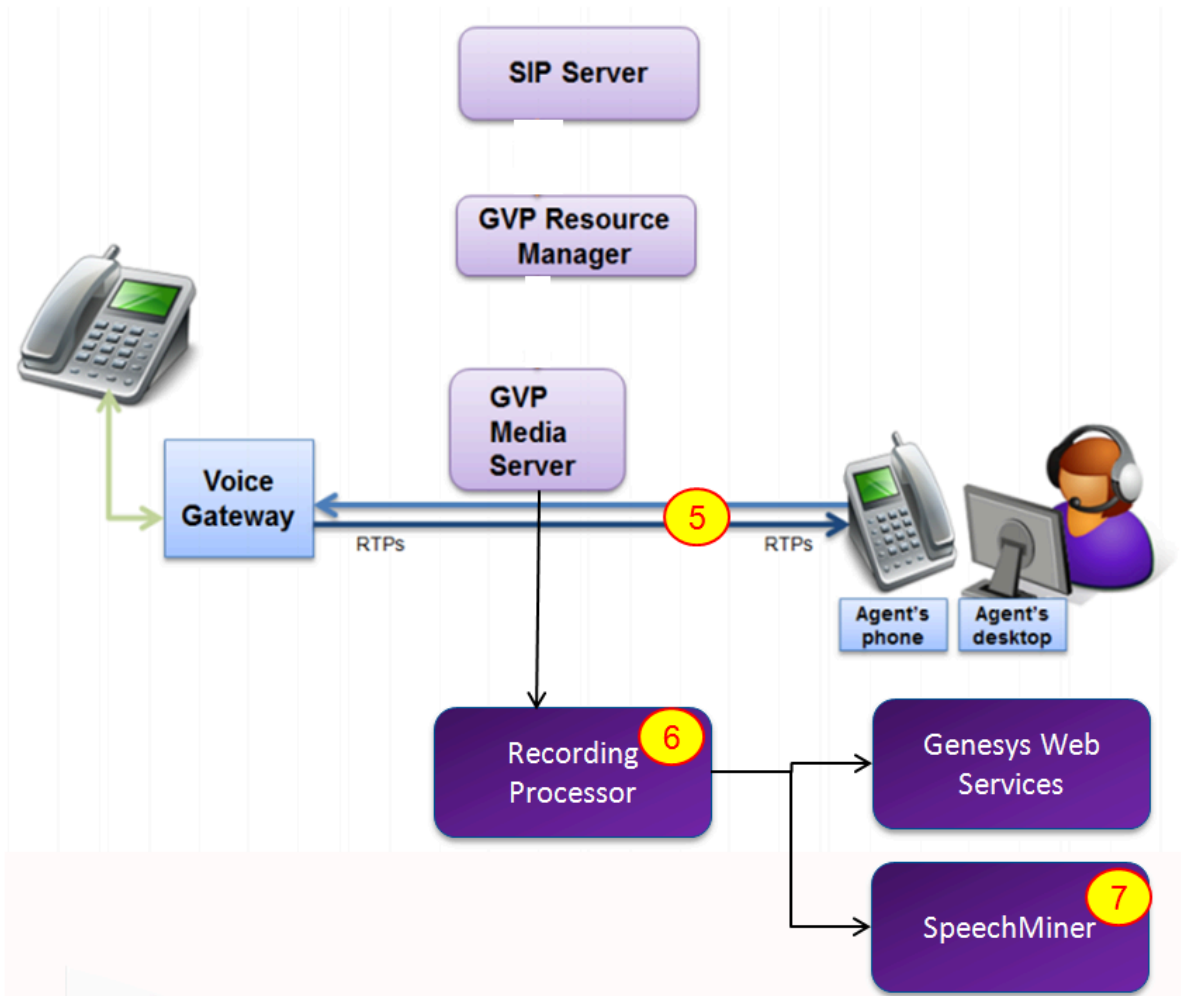 SIP Server
GVP Resource
Manager
GVP
Media
Server
Voice
Gateway
5
RTPs
RTPs
Agent's
phone
Agent's
desktop
Recording
Processor
6
Genesys Web
Services
SpeechMiner
7